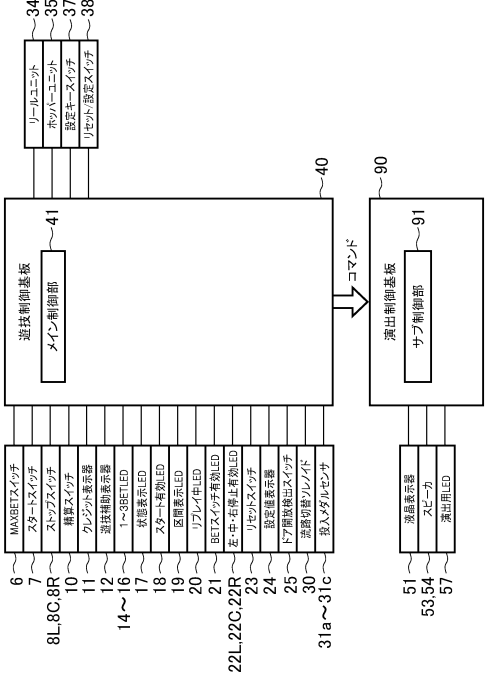 6 MAXBETスイッチ
7 スタートスイッチ
8L,8C,8R ストップスイッチ
10 精算スイッチ
11 クレジット表示器
12 遊技補助表示器
14～16 1～3BETLED
17 状態表示LED
18 スタート有効LED
19 区間表示LED
20 リプレイ中LED
21 BETスイッチ有効LED
22L,22C,22R 左・中・右停止有効LED
23 リセットスイッチ
24 設定値表示器
25 ドア開放検出スイッチ
30 流路切替ソレノイド
31a～31c 投入メダルセンサ
遊技制御基板
メイン制御部 41
40
リールユニット 34
ホッパーユニット 35
設定キースイッチ 37
リセット/設定スイッチ 38
コマンド
51 液晶表示器
53,54 スピーカ
57 演出用LED
演出制御基板
サブ制御部 91
90